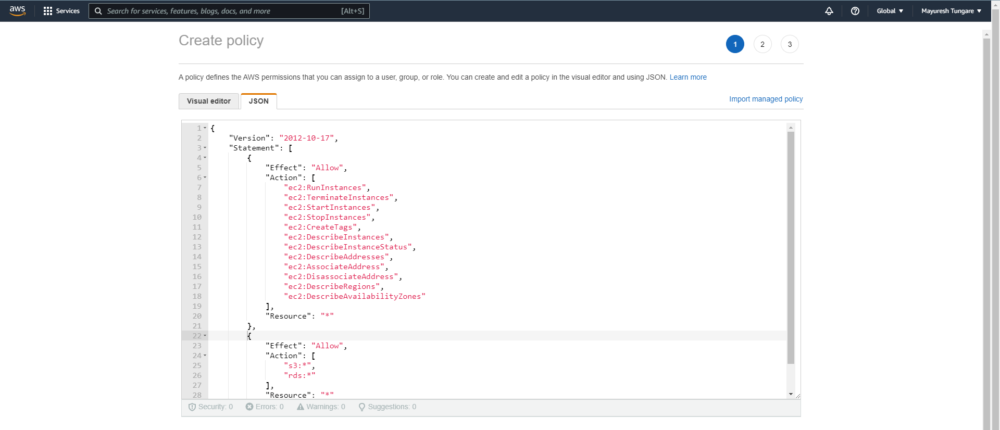 aws Services Search for services, features, blogs, docs, and more [Alt+S] Global Mayuresh Tungare
Create policy 1 2 3
A policy defines the AWS permissions that you can assign to a user, group, or role. You can create and edit a policy in the visual editor and using JSON. Learn more
Visual editor JSON Import managed policy
1 {
2 "Version": "2012-10-17",
3 "Statement": [
4 {
5 "Effect": "Allow",
6 "Action": [
7 "ec2:RunInstances",
8 "ec2:TerminateInstances",
9 "ec2:StartInstances",
10 "ec2:StopInstances",
11 "ec2:CreateTags",
12 "ec2:DescribeInstances",
13 "ec2:DescribeInstanceStatus",
14 "ec2:DescribeAddresses",
15 "ec2:AssociateAddress",
16 "ec2:DisassociateAddress",
17 "ec2:DescribeRegions",
18 "ec2:DescribeAvailabilityZones"
19 ],
20 "Resource": "*"
21 },
22 {
23 "Effect": "Allow",
24 "Action": [
25 "s3:*",
26 "rds:*"
27 ],
28 "Resource": "*"
Security: 0 Errors: 0 Warnings: 0 Suggestions: 0